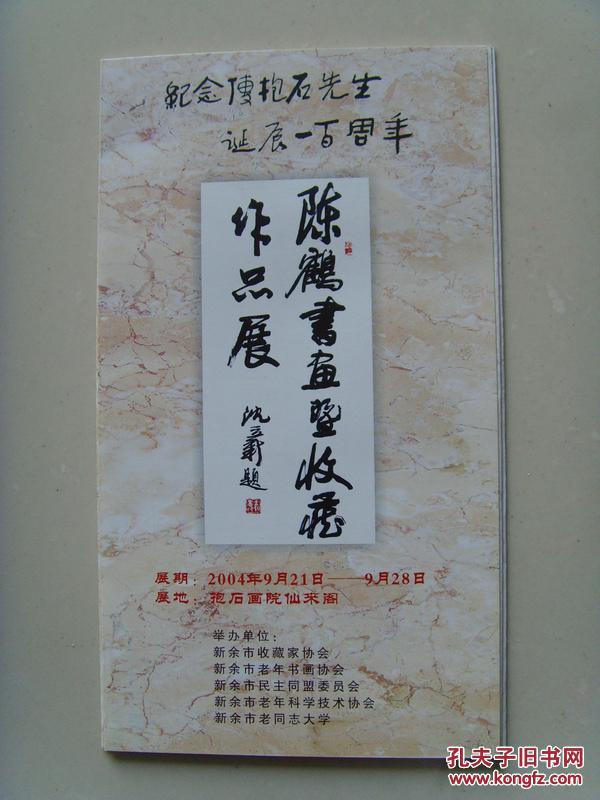 紀念傅抱石先生
诞辰一百周年
陈鶴书画暨收藏
作品展
沈
题
展期：2004年9月21日——9月28日
展地：抱石画院仙来阁
举办单位：
新余市收藏家协会
新余市老年书画协会
新余市民主同盟委员会
新余市老年科学技术协会
新余市老同志大学
孔夫子旧书网
www.kongfz.com